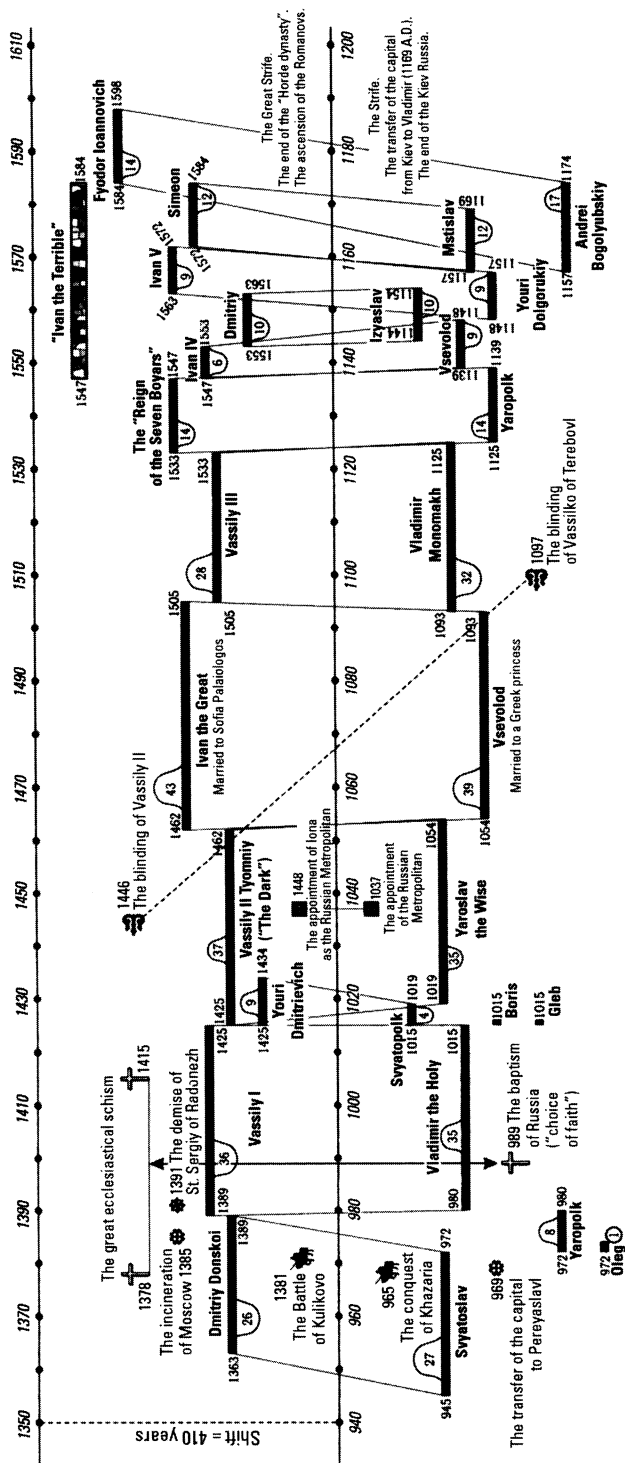 1350 1370 1390 1410 1430 1450 1470 1490 1510 1530 1550 1570 1590 1610
Shift = 410 years
The great ecclesiastical schism
1378
1415
1446
The blinding of Vassily II
1547
"Ivan the Terrible"
1584
The incineration
of Moscow 1385
1391 The demise of
St. Sergiy of Radonezh
Dmitriy Donskoi
1363
26
1389
1381
The Battle
of Kulikovo
1389
36
1425
Vassily I
1425
37
1462
Vassily II Tyomniy
("The Dark")
1425
9
1434
Youri
Dmitrievich
1462
43
1505
Ivan the Great
Married to Sofia Palaiologos
1505
28
1533
Vassily III
The "Reign
of the Seven Boyars"
1533
14
1547
Ivan IV
1547
6
1553
Dmitriy
1553
10
1563
Ivan V
1563
9
1572
Simeon
1572
12
1584
Fyodor Ioannovich
1584
14
1598
The Great Strife.
The end of the "Horde dynasty".
The ascension of the Romanovs.
1448
The appointment of Iona
as the Russian Metropolitan
940 960 980 1000 1020 1040 1060 1080 1100 1120 1140 1160 1180 1200
1037
The appointment
of the Russian
Metropolitan
The Strife.
The transfer of the capital
from Kiev to Vladimir (1169 A.D.)
The end of the Kiev Russia.
965
The conquest
of Khazaria
945
27
972
Svyatoslav
Vladimir the Holy
980
35
1015
Svyatopolk
1015
4
1019
1019
35
1054
Yaroslav
the Wise
1054
39
1093
Vsevolod
Married to a Greek princess
Vladimir
Monomakh
1093
32
1125
1125
14
1139
Yaropolk
Vsevolod
1139
9
1148
Izyaslav
1144
10
1154
1148
9
1157
Youri
Dolgorukiy
Mstislav
1157
12
1169
1157
17
1174
Andrei
Bogolyubskiy
969
The transfer of the capital
to Pereyaslavl
989 The baptism
of Russia
("choice
of faith")
1015
Boris
1015
Gleb
1097
The blinding
of Vassilko of Terebovl
972
8
980
Yaropolk
972
1
Oleg